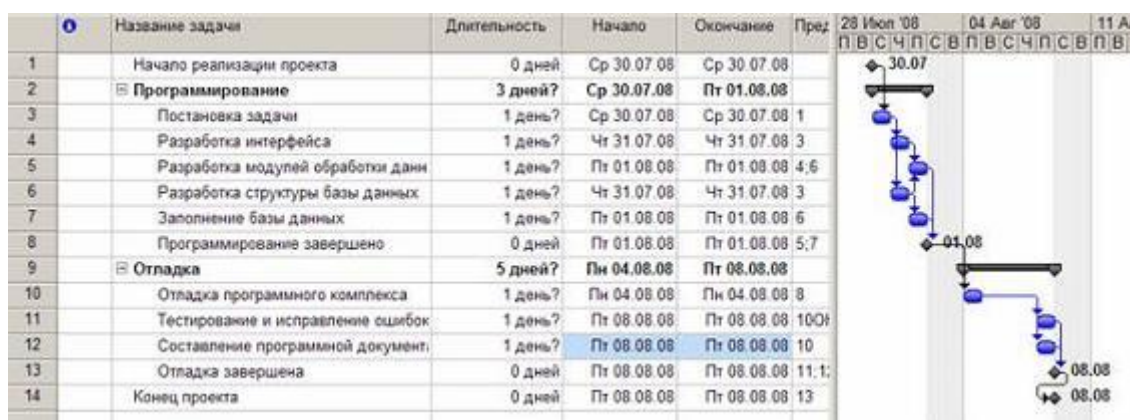 Название задачи Длительность Начало Окончание Пред 28 Июл '08 04 Авг '08 11 А
П В С Ч П С В П В С Ч П С В П В
1 Начало реализации проекта 0 дней Ср 30.07.08 Ср 30.07.08 30.07
2 Программирование 3 дней? Ср 30.07.08 Пт 01.08.08
3 Постановка задачи 1 день? Ср 30.07.08 Ср 30.07.08 1
4 Разработка интерфейса 1 день? Чт 31.07.08 Чт 31.07.08 3
5 Разработка модулей обработки данн 1 день? Пт 01.08.08 Пт 01.08.08 4;6
6 Разработка структуры базы данных 1 день? Чт 31.07.08 Чт 31.07.08 3
7 Заполнение базы данных 1 день? Пт 01.08.08 Пт 01.08.08 6
8 Программирование завершено 0 дней Пт 01.08.08 Пт 01.08.08 5;7 01.08
9 Отладка 5 дней? Пн 04.08.08 Пт 08.08.08
10 Отладка программного комплекса 1 день? Пн 04.08.08 Пн 04.08.08 8
11 Тестирование и исправление ошибок 1 день? Пт 08.08.08 Пт 08.08.08 10ОН
12 Составление программной документ 1 день? Пт 08.08.08 Пт 08.08.08 10
13 Отладка завершена 0 дней Пт 08.08.08 Пт 08.08.08 11;12 08.08
14 Конец проекта 0 дней Пт 08.08.08 Пт 08.08.08 13 08.08